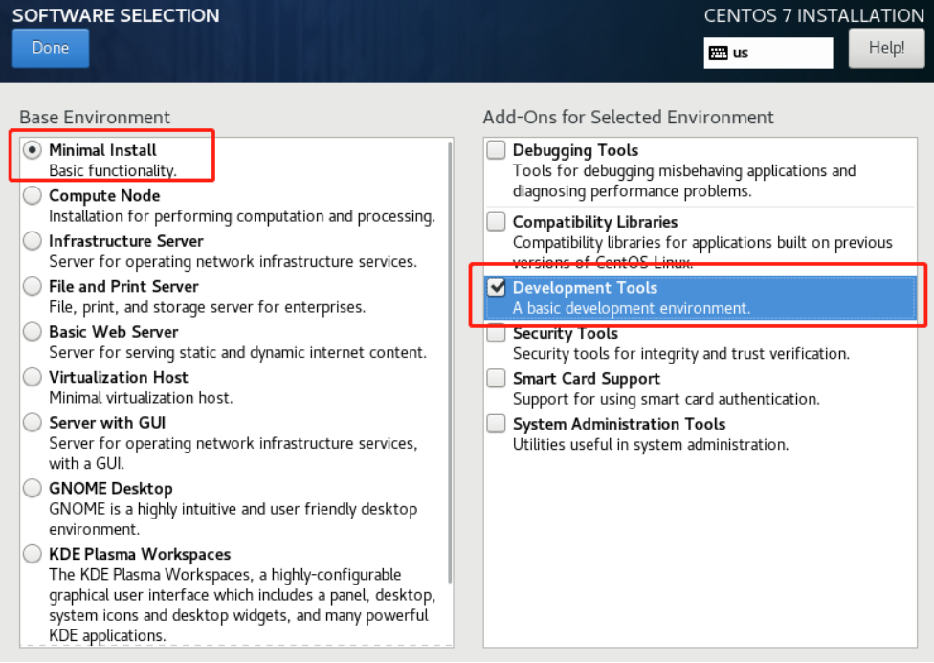 SOFTWARE SELECTION
CENTOS 7 INSTALLATION
Done
us
Help!
Base Environment
Minimal Install
Basic functionality.
Compute Node
Installation for performing computation and processing.
Infrastructure Server
Server for operating network infrastructure services.
File and Print Server
File, print, and storage server for enterprises.
Basic Web Server
Server for serving static and dynamic internet content.
Virtualization Host
Minimal virtualization host.
Server with GUI
Server for operating network infrastructure services,
with a GUI.
GNOME Desktop
GNOME is a highly intuitive and user friendly desktop
environment.
KDE Plasma Workspaces
The KDE Plasma Workspaces, a highly-configurable
graphical user interface which includes a panel, desktop,
system icons and desktop widgets, and many powerful
KDE applications.
Add-Ons for Selected Environment
Debugging Tools
Tools for debugging misbehaving applications and
diagnosing performance problems.
Compatibility Libraries
Compatibility libraries for applications built on previous
versions of CentOS Linux.
Development Tools
A basic development environment.
Security Tools
Security tools for integrity and trust verification.
Smart Card Support
Support for using smart card authentication.
System Administration Tools
Utilities useful in system administration.